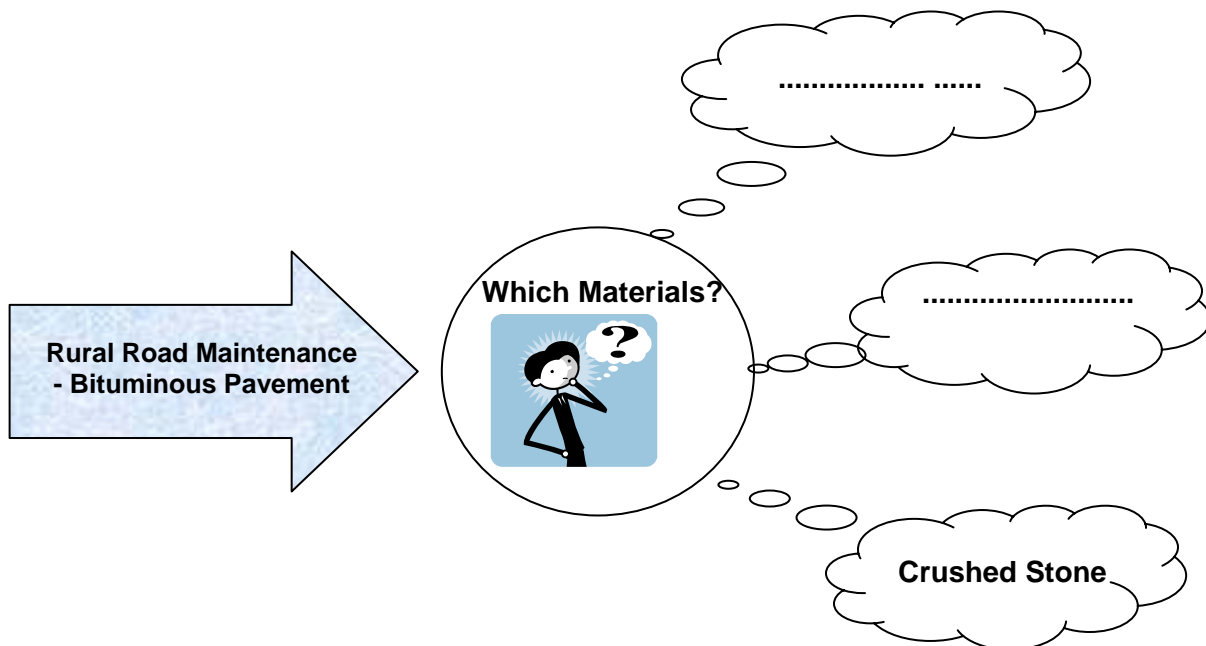 .................. ......
Which Materials?
?
..........................
Rural Road Maintenance
- Bituminous Pavement
Crushed Stone